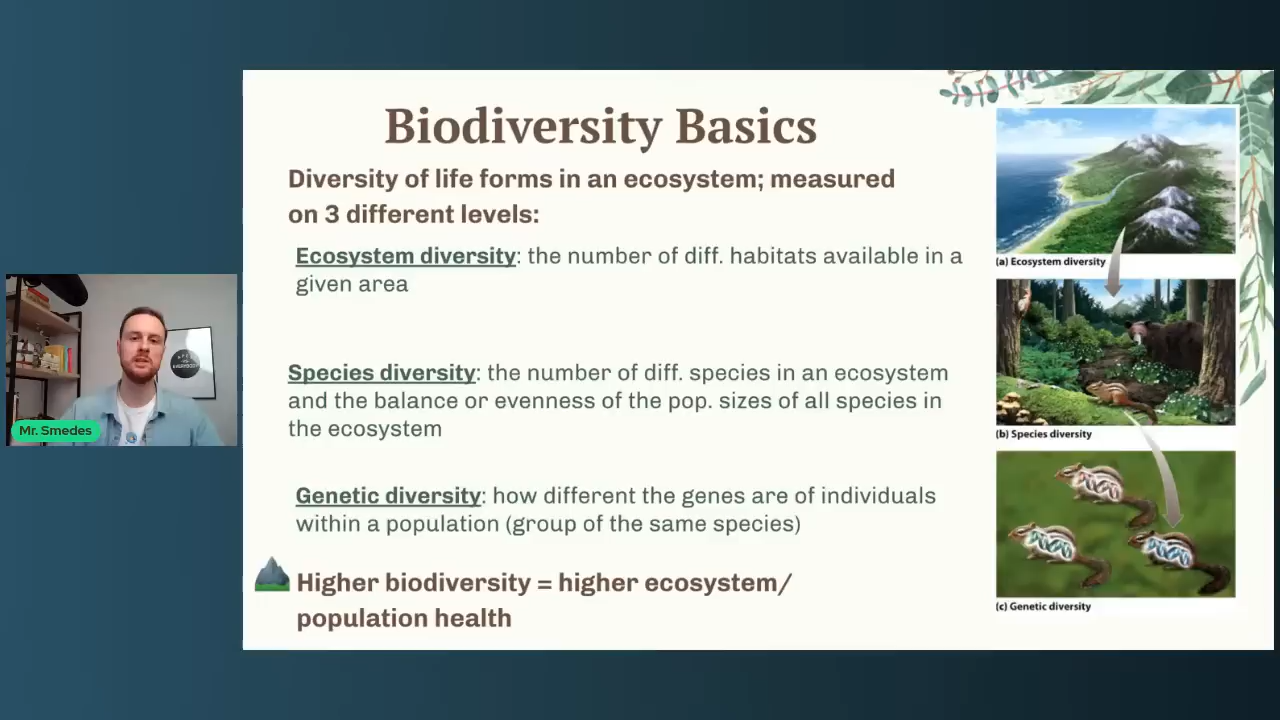 Biodiversity Basics
Diversity of life forms in an ecosystem; measured
on 3 different levels:
Ecosystem diversity: the number of diff. habitats available in a
given area
Species diversity: the number of diff. species in an ecosystem
and the balance or evenness of the pop. sizes of all species in
the ecosystem
Genetic diversity: how different the genes are of individuals
within a population (group of the same species)
Higher biodiversity = higher ecosystem/
population health
(a) Ecosystem diversity
(b) Species diversity
(c) Genetic diversity
Mr. Smedes